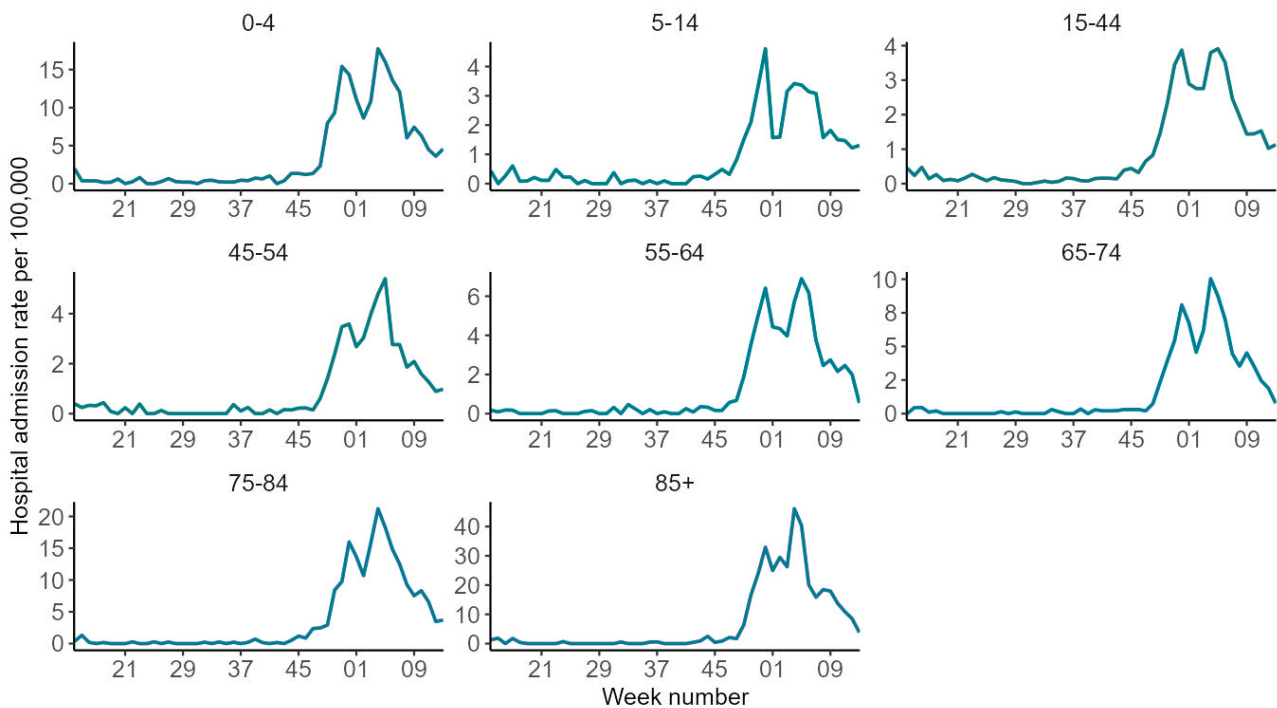 0-4 5-14 15-44
15 10 5 0
4 3 2 1 0
4 3 2 1 0
21 29 37 45 01 09 21 29 37 45 01 09 21 29 37 45 01 09
Hospital admission rate per 100,000
45-54 55-64 65-74
4 2 0
6 4 2 0
10 8 5 2 0
21 29 37 45 01 09 21 29 37 45 01 09 21 29 37 45 01 09
75-84 85+
20 15 10 5 0
40 30 20 10 0
21 29 37 45 01 09 21 29 37 45 01 09
Week number